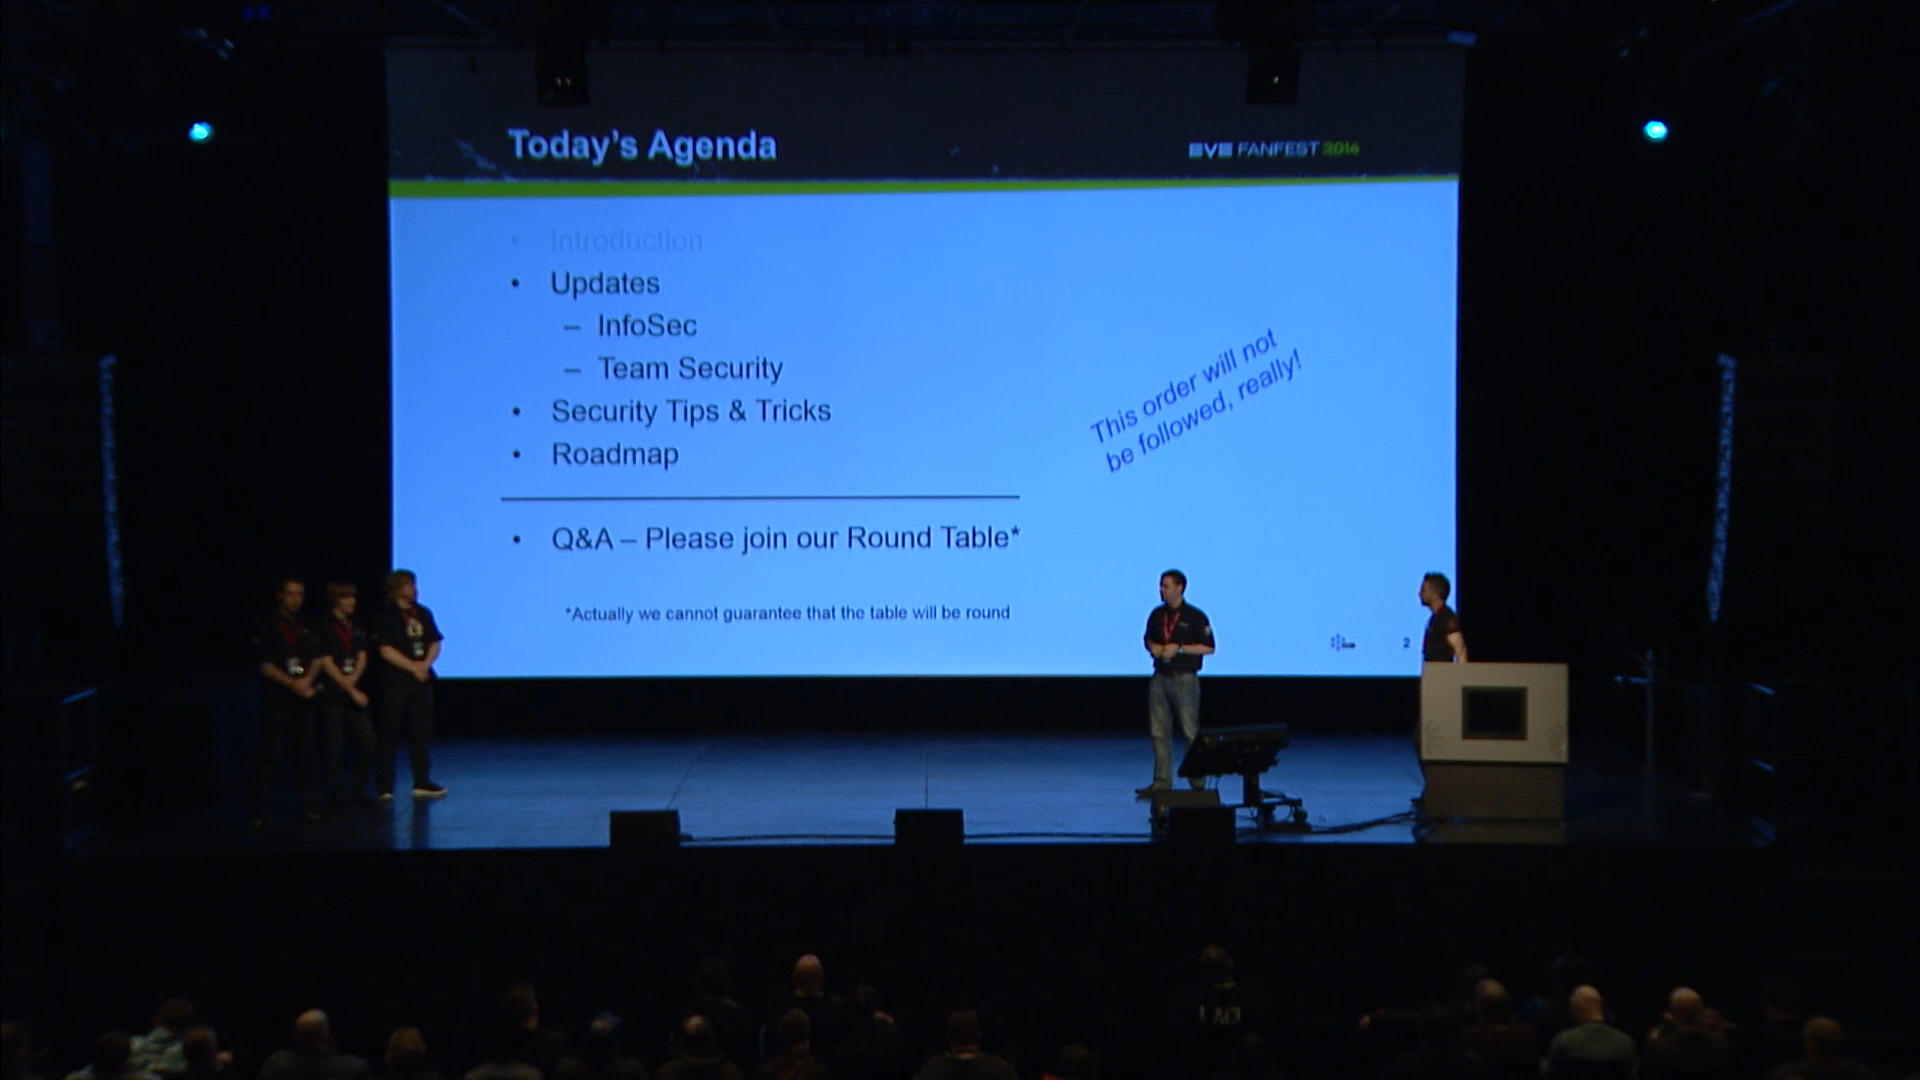 Today's Agenda
EVE FANFEST 2014
• Introduction
• Updates
– InfoSec
– Team Security
• Security Tips & Tricks
• Roadmap
This order will not
be followed, really!
• Q&A – Please join our Round Table*
*Actually we cannot guarantee that the table will be round
2